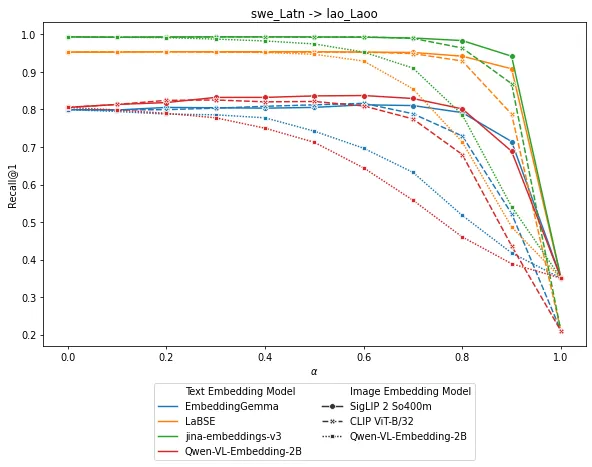 swe_Latn -> lao_Laoo
1.0
0.9
0.8
0.7
0.6
0.5
0.4
0.3
0.2
Recall@1
0.0 0.2 0.4 0.6 0.8 1.0
α
Text Embedding Model Image Embedding Model
EmbeddingGemma SigLIP 2 So400m
LaBSE CLIP ViT-B/32
jina-embeddings-v3 Qwen-VL-Embedding-2B
Qwen-VL-Embedding-2B